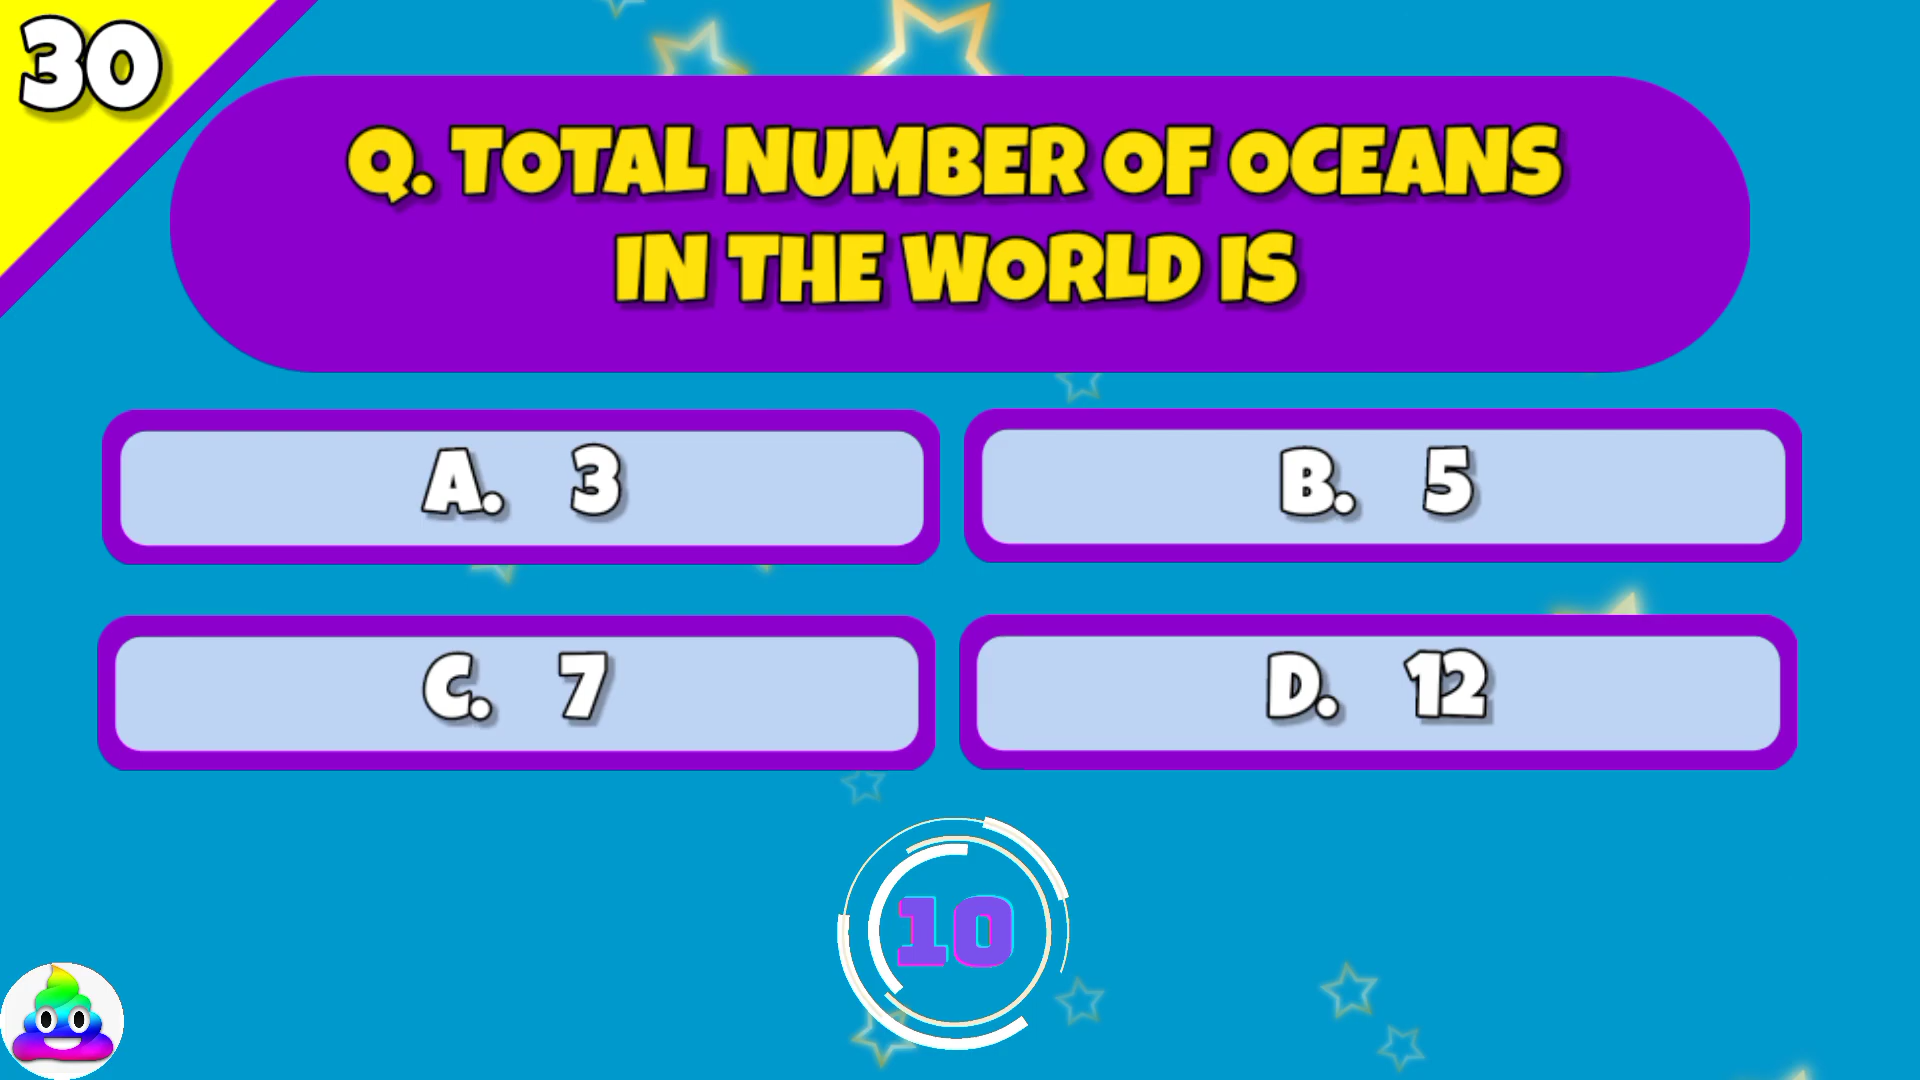 30
Q. TOTAL NUMBER OF OCEANS
IN THE WORLD IS
A. 3
B. 5
C. 7
D. 12
10